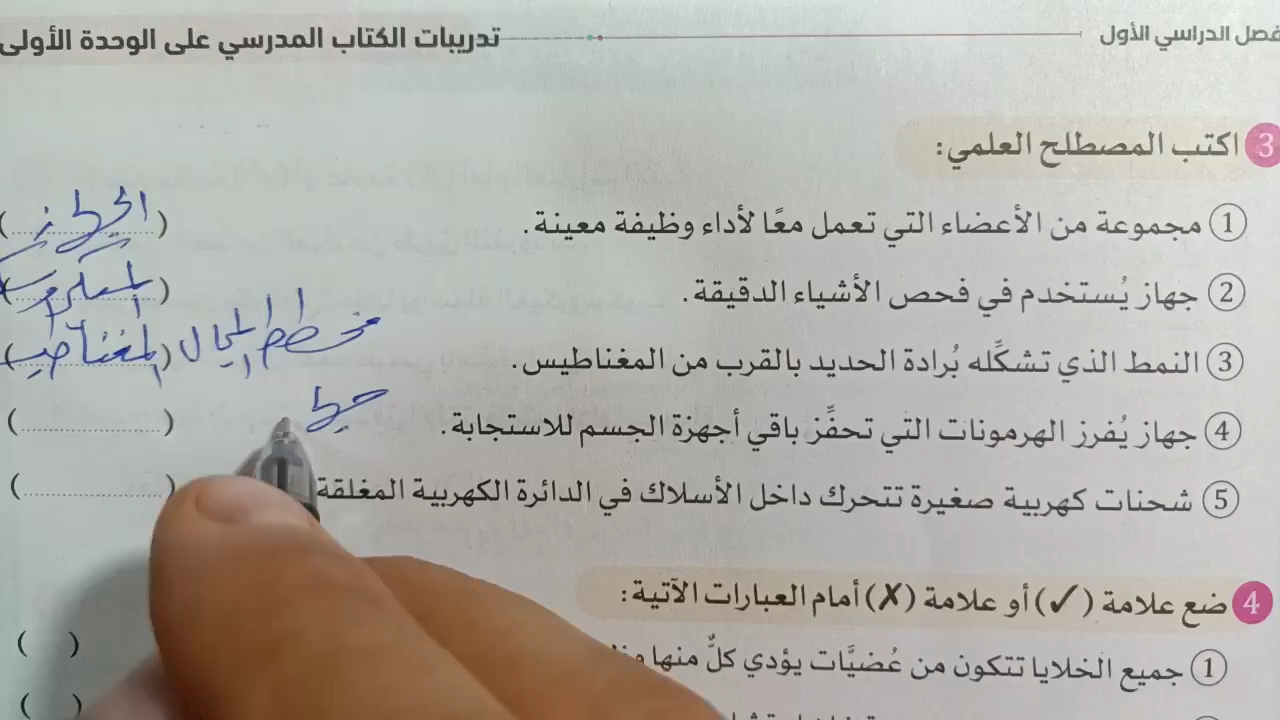 فصل الدراسي الأول
تدريبات الكتاب المدرسي على الوحدة الأولى
3 اكتب المصطلح العلمي:
1 مجموعة من الأعضاء التي تعمل معًا لأداء وظيفة معينة. (الجهاز)
2 جهاز يُستخدم في فحص الأشياء الدقيقة. ( )
3 النمط الذي تشكِّله بُرادة الحديد بالقرب من المغناطيس. مخطط المجال (المغناطيسي
4 جهاز يُفرز الهرمونات التي تحفِّز باقي أجهزة الجسم للاستجابة. (..............)
5 شحنات كهربية صغيرة تتحرك داخل الأسلاك في الدائرة الكهربية المغلقة (..............)
4 ضع علامة (✓) أو علامة (✗) أمام العبارات الآتية:
1 جميع الخلايا تتكون من عُضيَّات يؤدي كلٌّ منها ( )
( )